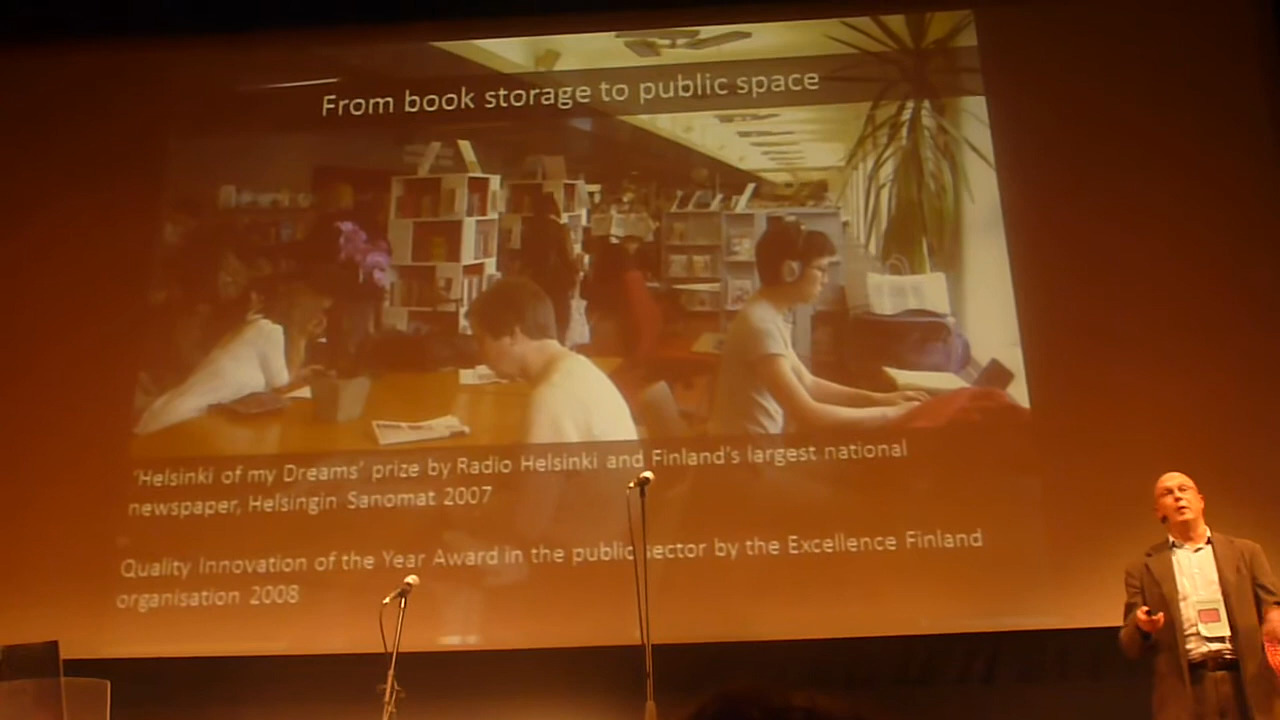 From book storage to public space
'Helsinki of my Dreams' prize by Radio Helsinki and Finland's largest national
newspaper, Helsingin Sanomat 2007
Quality Innovation of the Year Award in the public sector by the Excellence Finland
organisation 2008